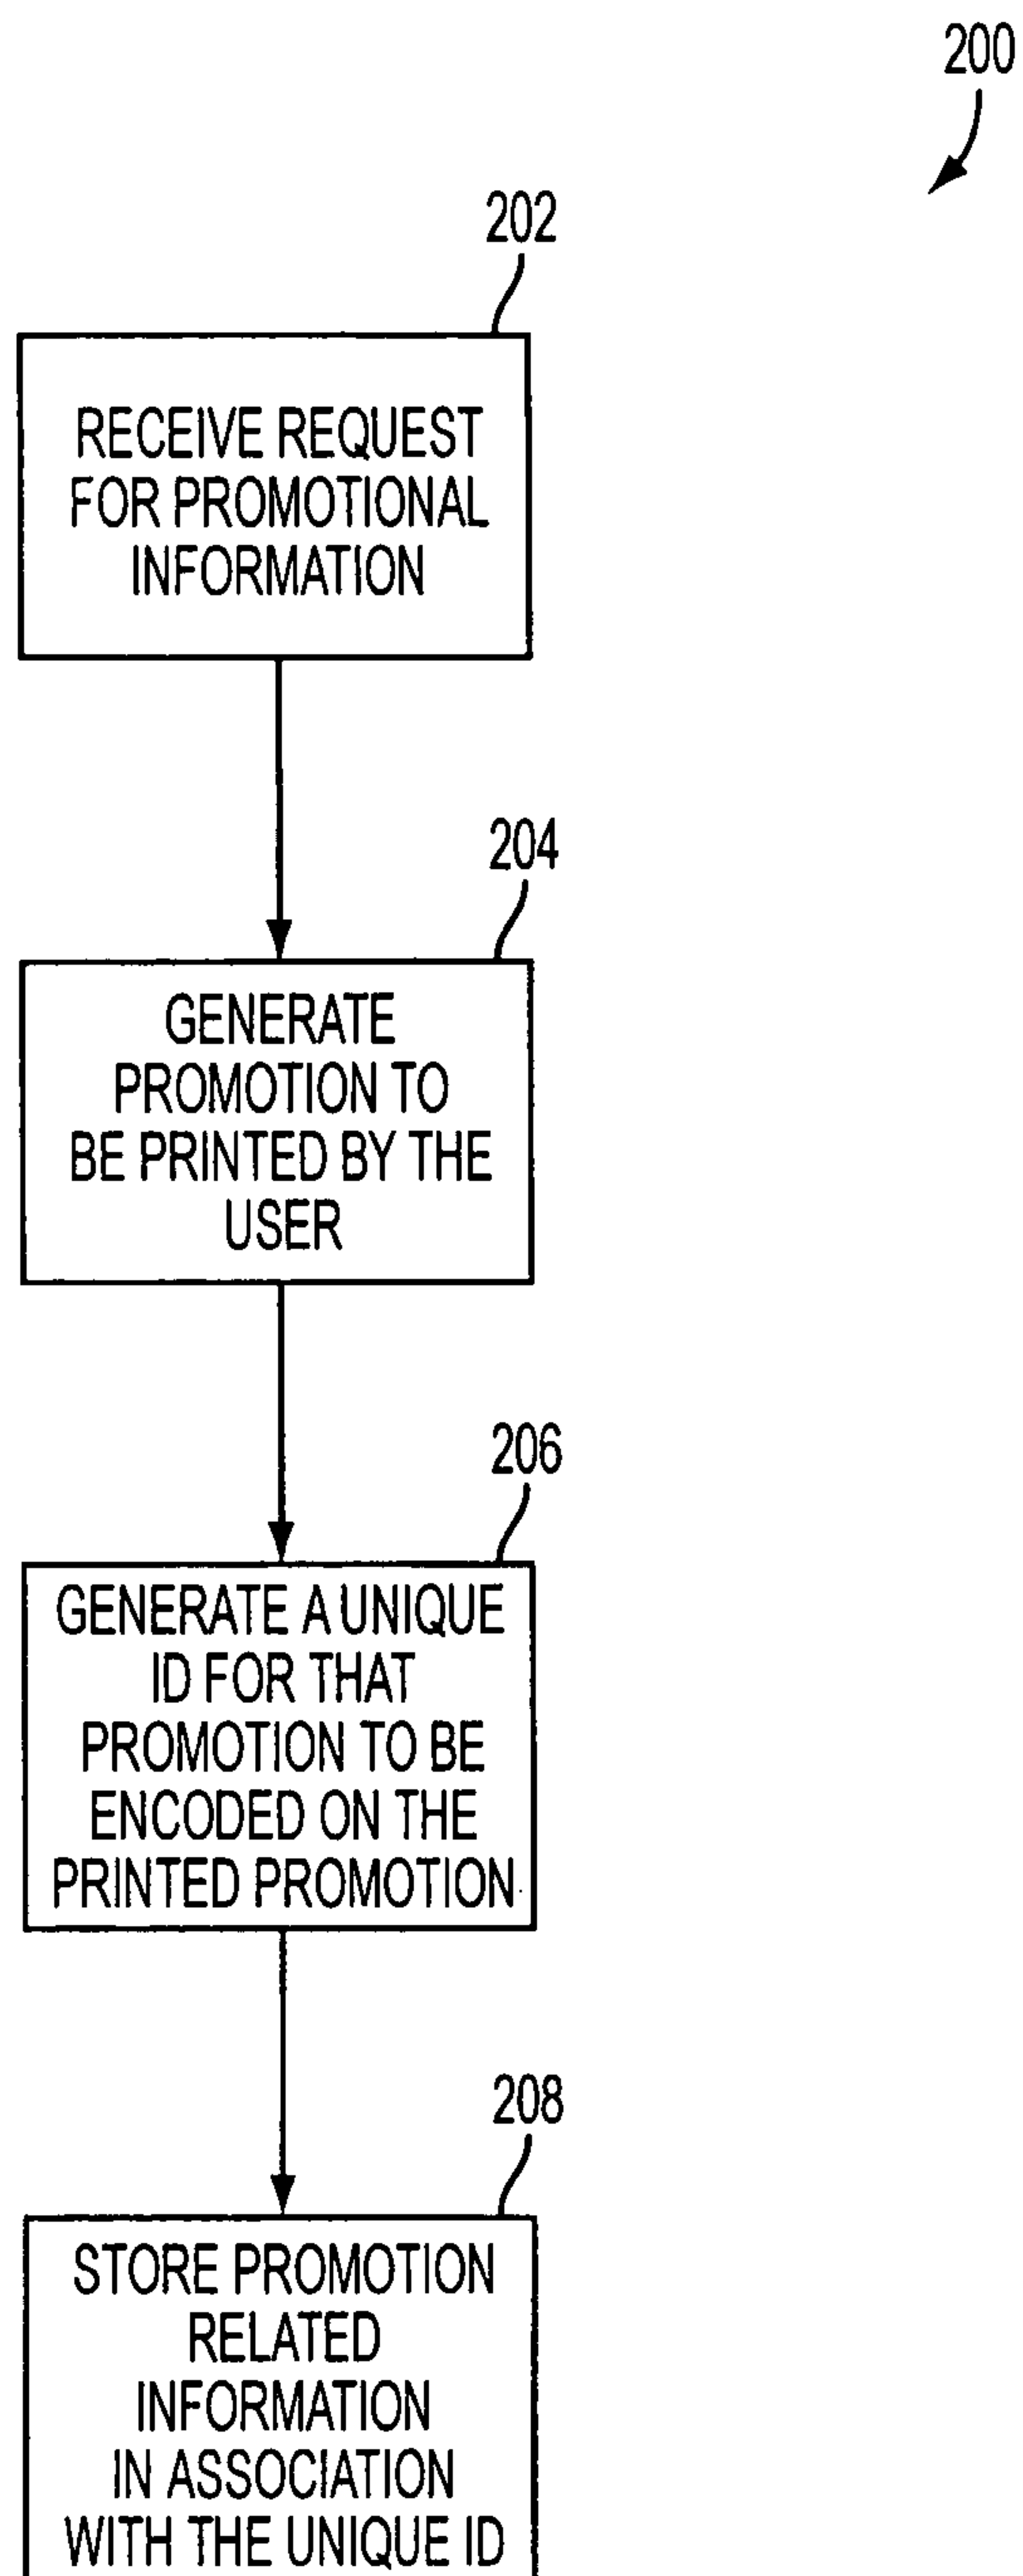 200
202
RECEIVE REQUEST
FOR PROMOTIONAL
INFORMATION
204
GENERATE
PROMOTION TO
BE PRINTED BY THE
USER
206
GENERATE A UNIQUE
ID FOR THAT
PROMOTION TO BE
ENCODED ON THE
PRINTED PROMOTION
208
STORE PROMOTION
RELATED
INFORMATION
IN ASSOCIATION
WITH THE UNIQUE ID